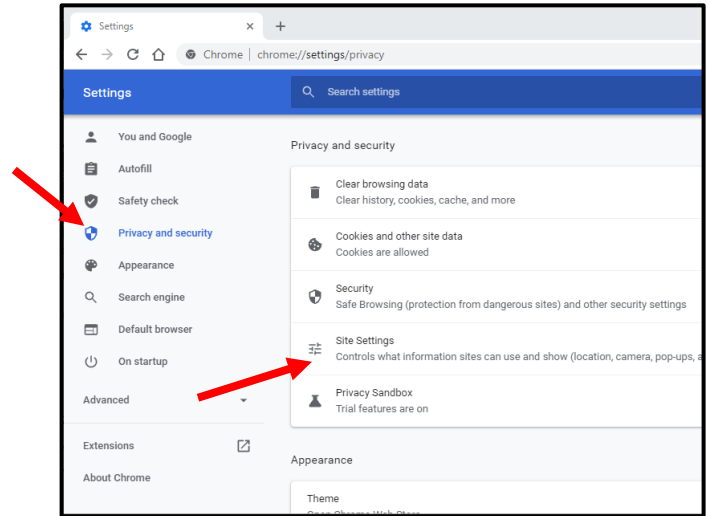 Settings
Chrome | chrome://settings/privacy
Settings
Search settings
You and Google
Autofill
Safety check
Privacy and security
Appearance
Search engine
Default browser
On startup
Advanced
Extensions
About Chrome
Privacy and security
Clear browsing data
Clear history, cookies, cache, and more
Cookies and other site data
Cookies are allowed
Security
Safe Browsing (protection from dangerous sites) and other security settings
Site Settings
Controls what information sites can use and show (location, camera, pop-ups, a
Privacy Sandbox
Trial features are on
Appearance
Theme
Open Chrome Web Store